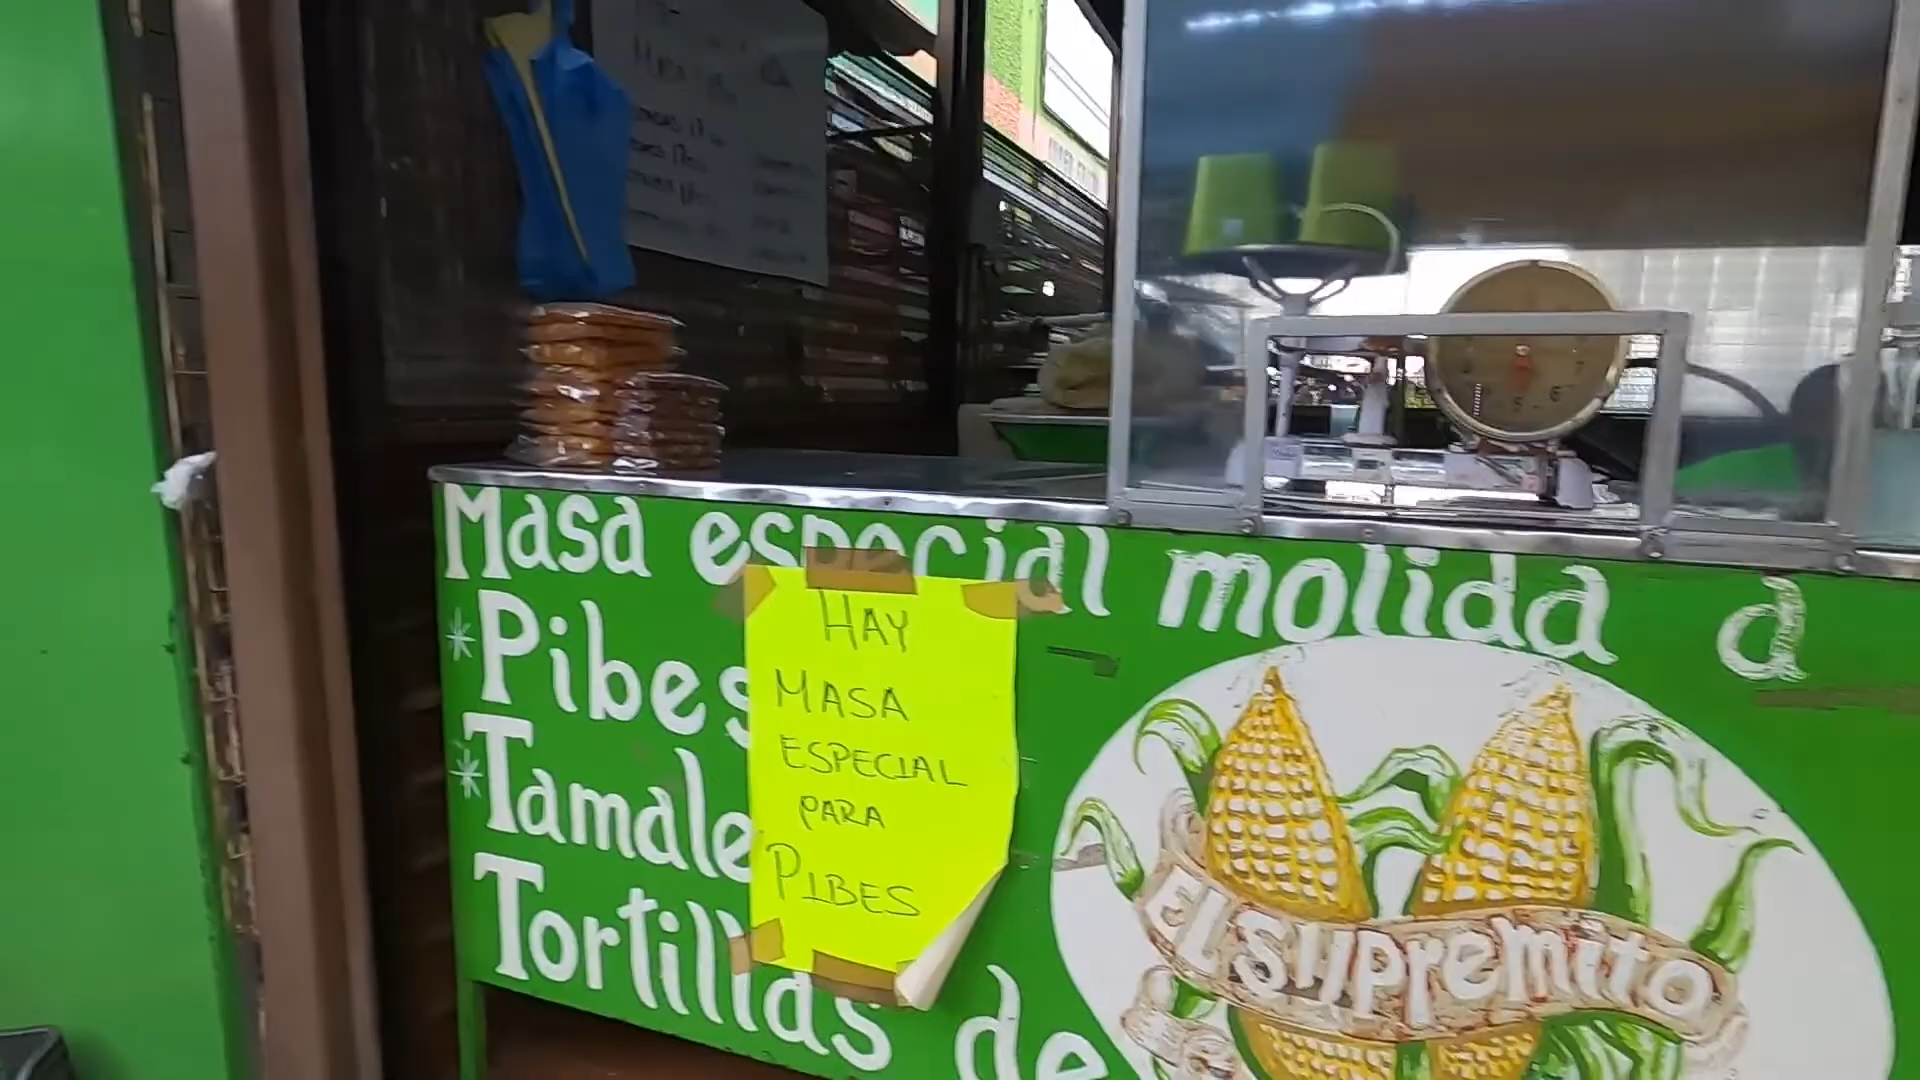 Masa especial molida a
*Pibes
*Tamale
Tortillas de
HAY
MASA
ESPECIAL
PARA
PIBES
EL SUPREMITO